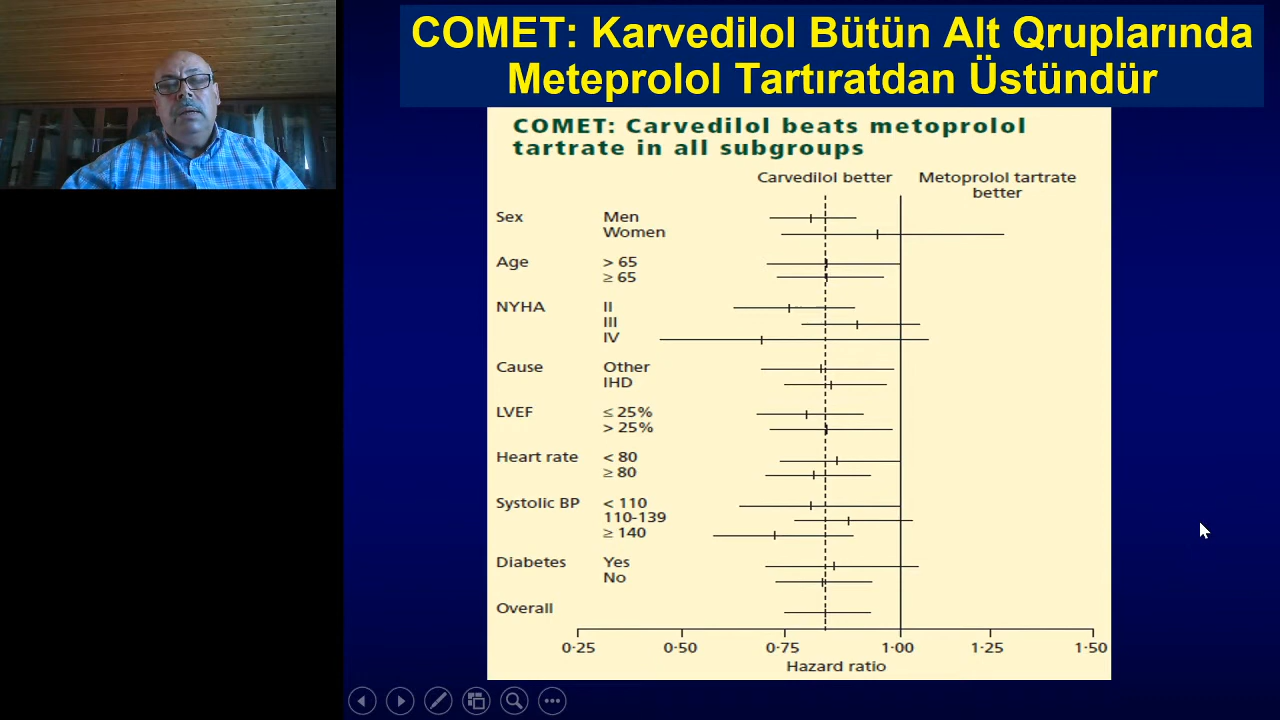 COMET: Karvedilol Bütün Alt Qruplarında
Meteprolol Tartıratdan Üstündür
COMET: Carvedilol beats metoprolol
tartrate in all subgroups
Carvedilol better
Metoprolol tartrate
better
Sex
Men
Women
Age
> 65
≥ 65
NYHA
II
III
IV
Cause
Other
IHD
LVEF
≤ 25%
> 25%
Heart rate
< 80
≥ 80
Systolic BP
< 110
110-139
≥ 140
Diabetes
Yes
No
Overall
0·25 0·50 0·75 1·00 1·25 1·50
Hazard ratio